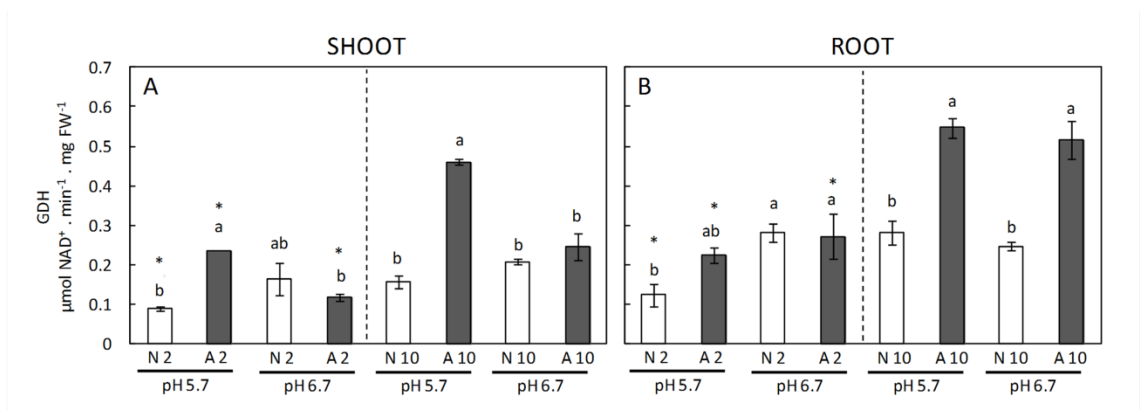 SHOOT ROOT
GDH
µmol NAD⁺ . min⁻¹ . mg FW⁻¹
0.7
0.6
0.5
0.4
0.3
0.2
0.1
0
A
* b
* a
ab
* b
b
a
b
b
N 2 A 2 N 2 A 2 N 10 A 10 N 10 A 10
pH 5.7 pH 6.7 pH 5.7 pH 6.7
B
* b
* ab
a
* a
b
a
b
a
N 2 A 2 N 2 A 2 N 10 A 10 N 10 A 10
pH 5.7 pH 6.7 pH 5.7 pH 6.7